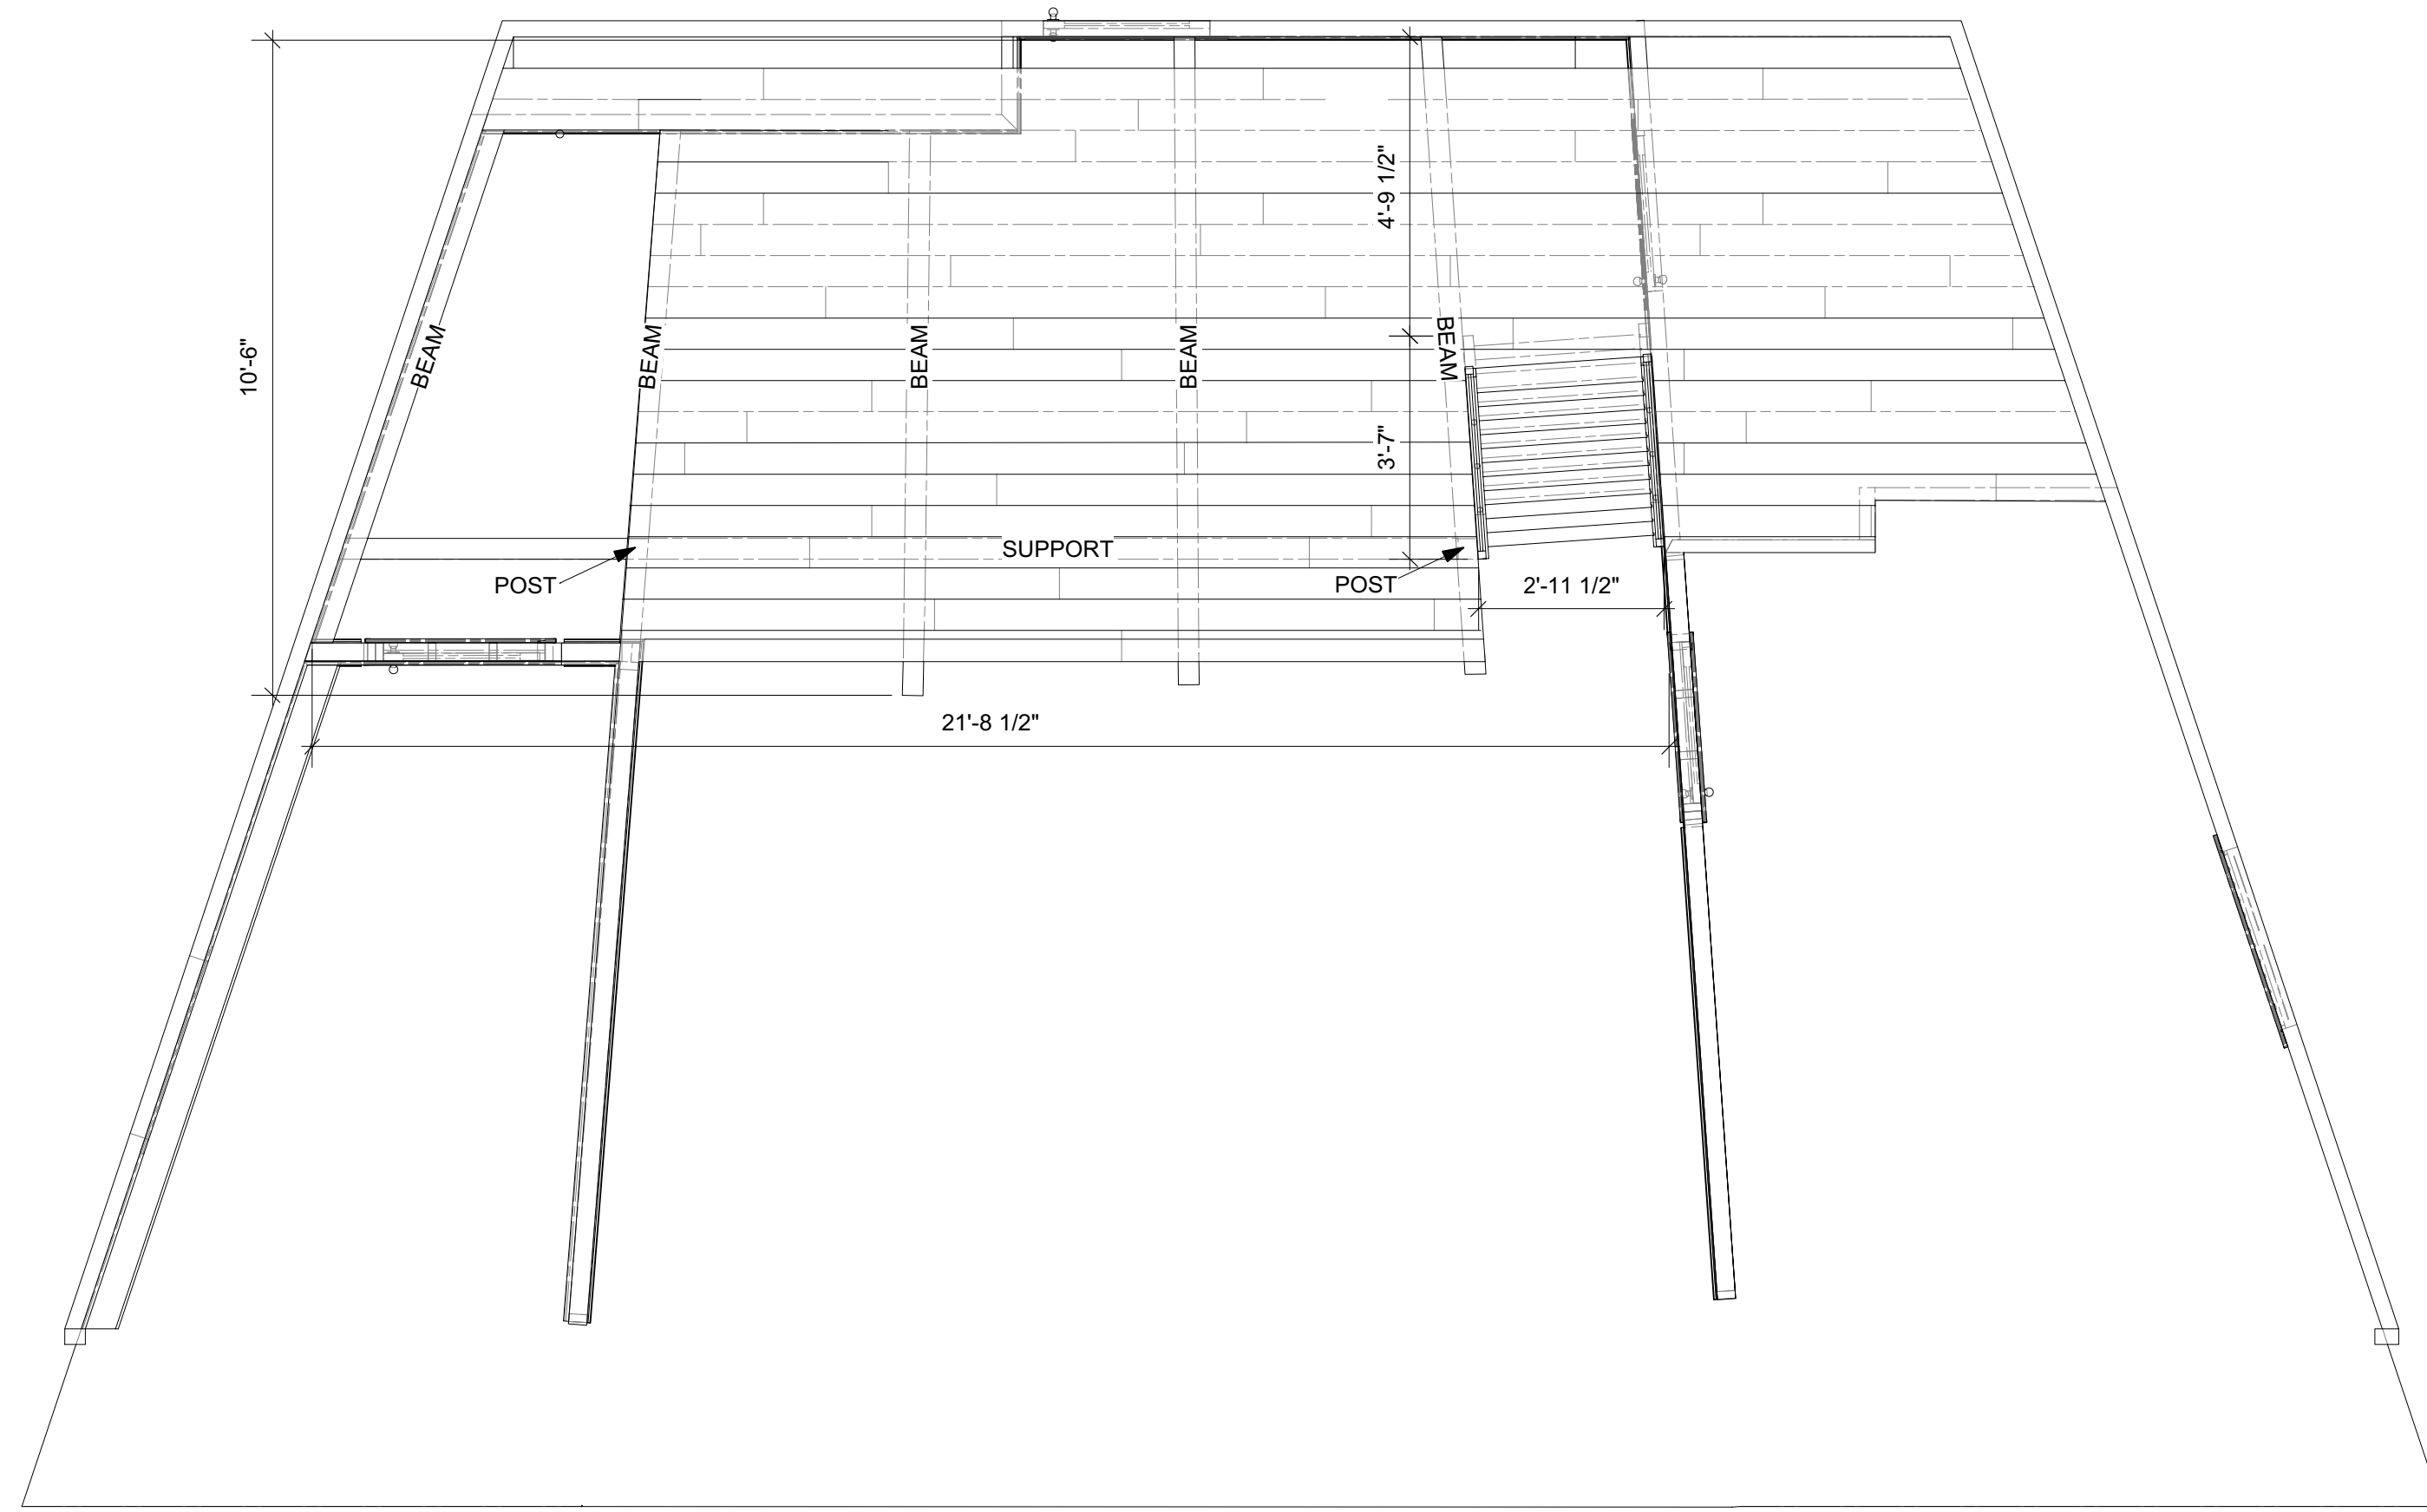 4'-9 1/2"
10'-6"
BEAM
BEAM
BEAM
BEAM
BEAM
3'-7"
SUPPORT
POST
POST
2'-11 1/2"
21'-8 1/2"